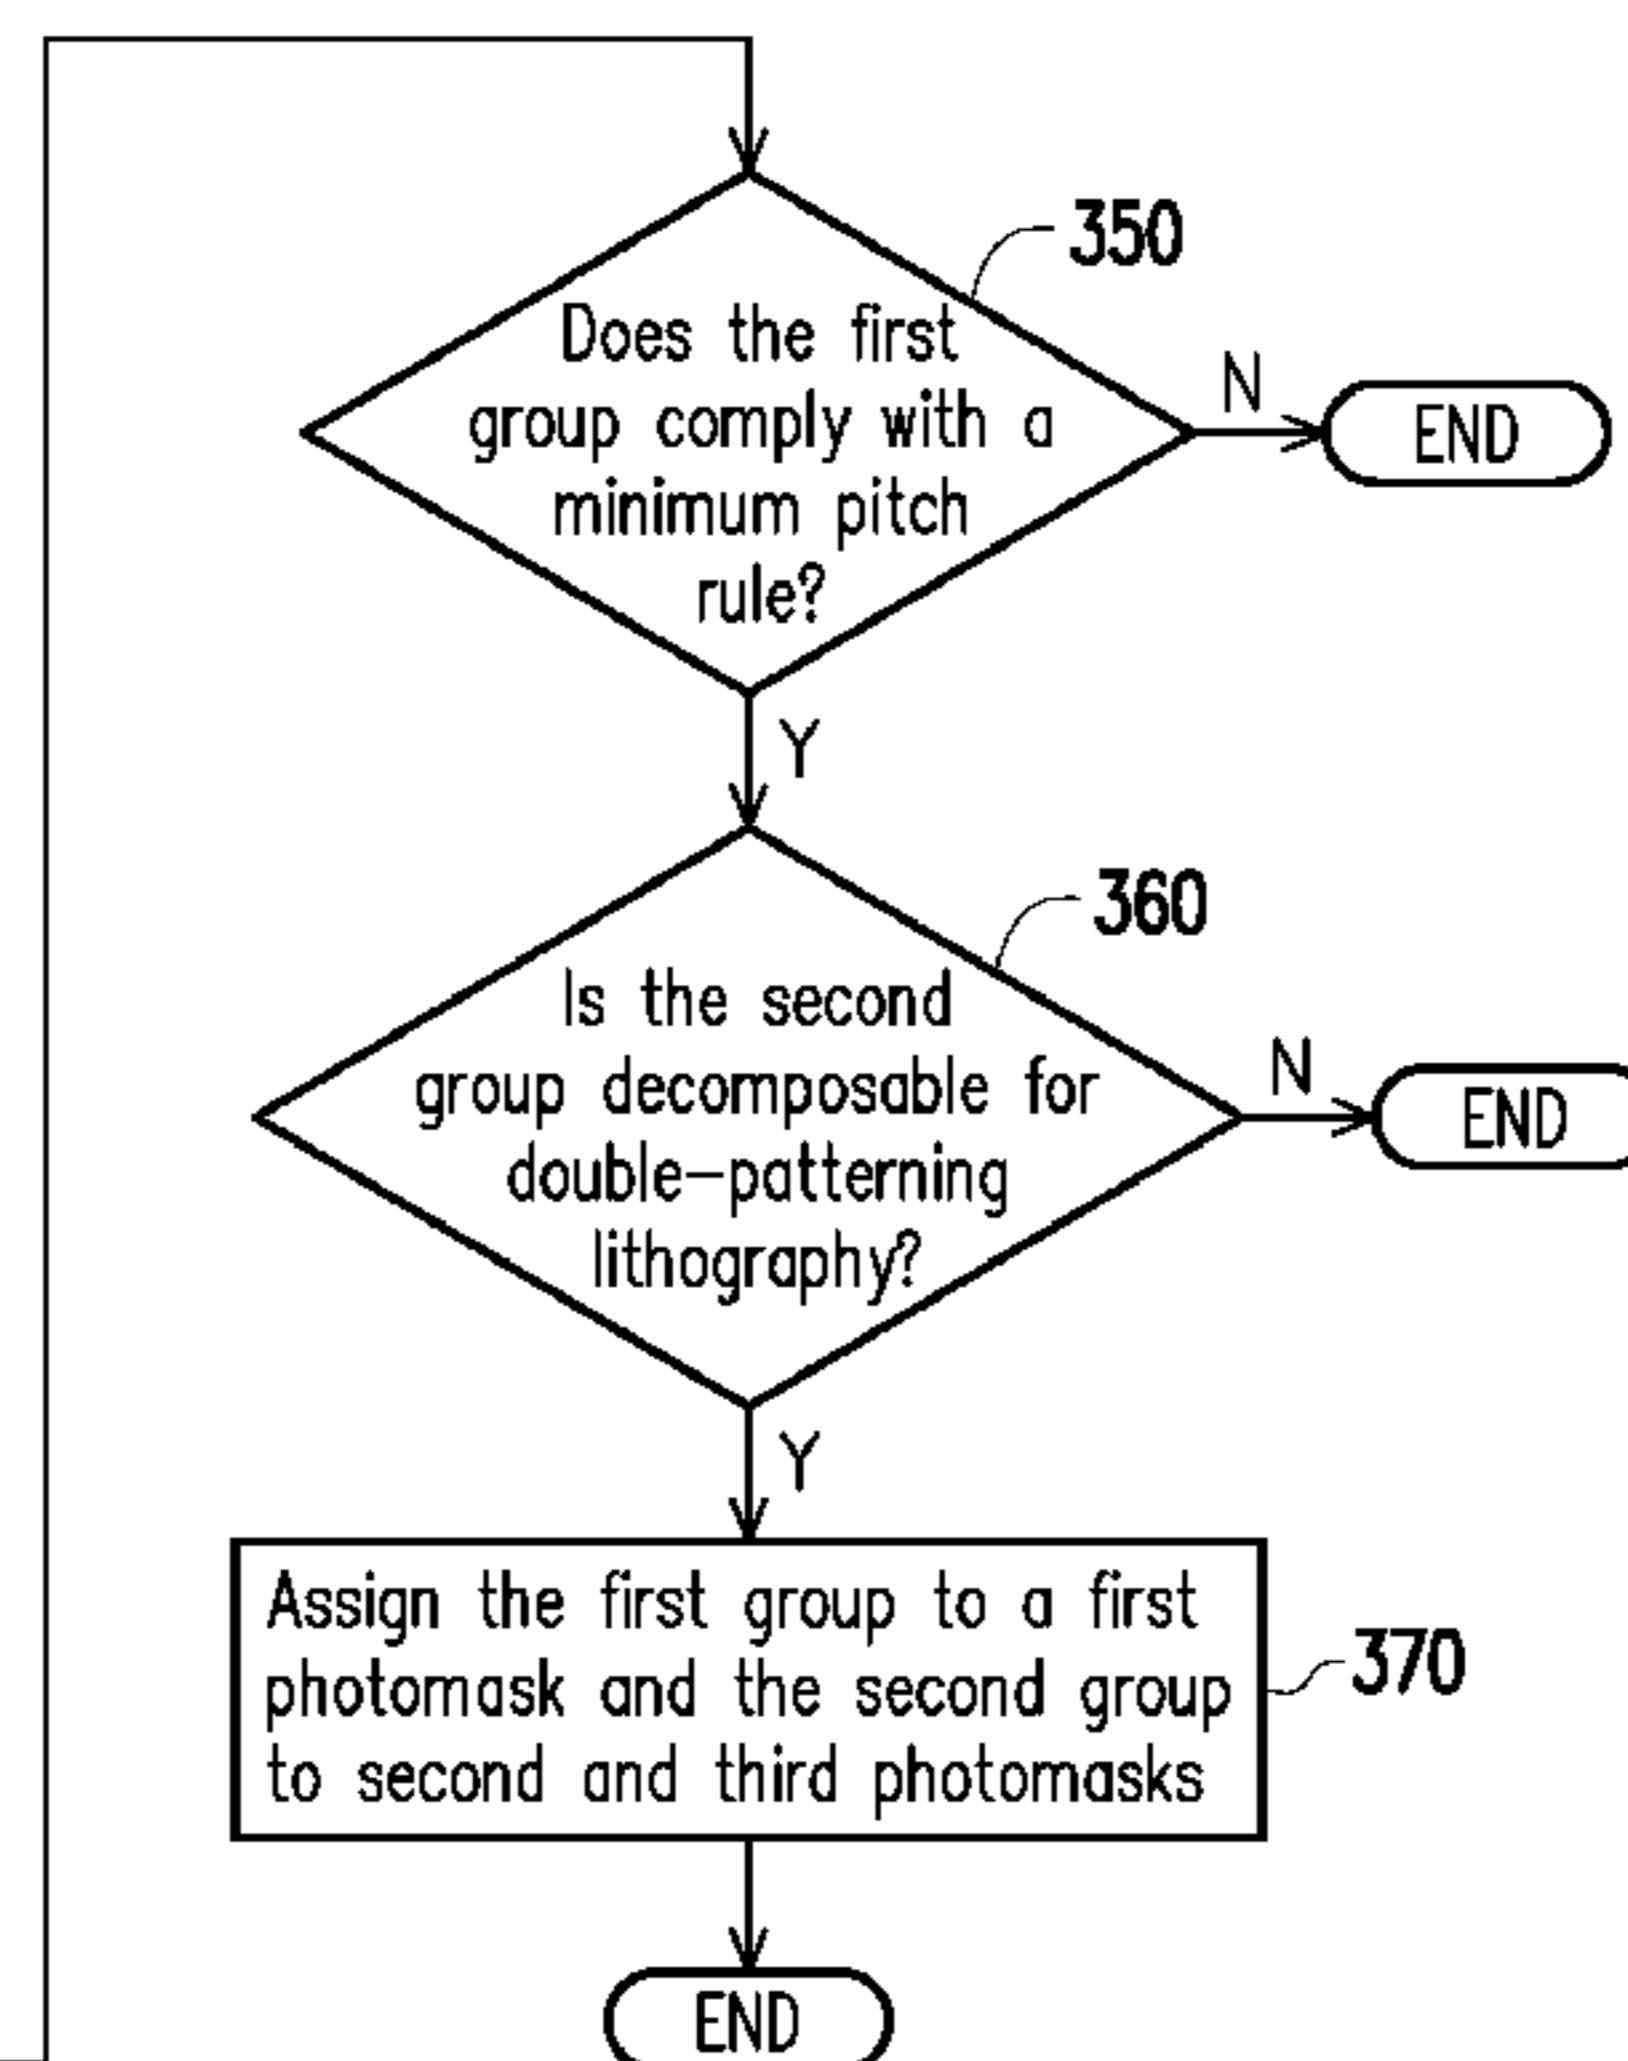 350
Does the first
group comply with a
minimum pitch
rule?
N
END
Y
360
Is the second
group decomposable for
double-patterning
lithography?
N
END
Y
Assign the first group to a first
photomask and the second group
to second and third photomasks
370
END